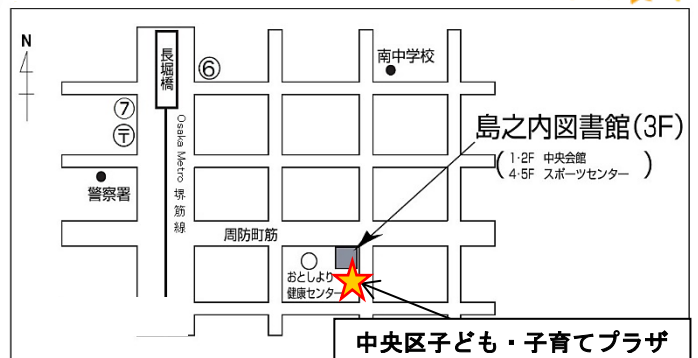 N
長堀橋
⑥
南中学校
⑦
〒
Osaka Metro 堺筋線
警察署
島之内図書館(3F)
(1・2F 中央会館
4・5F スポーツセンター)
周防町筋
おとしより
健康センター
中央区子ども・子育てプラザ